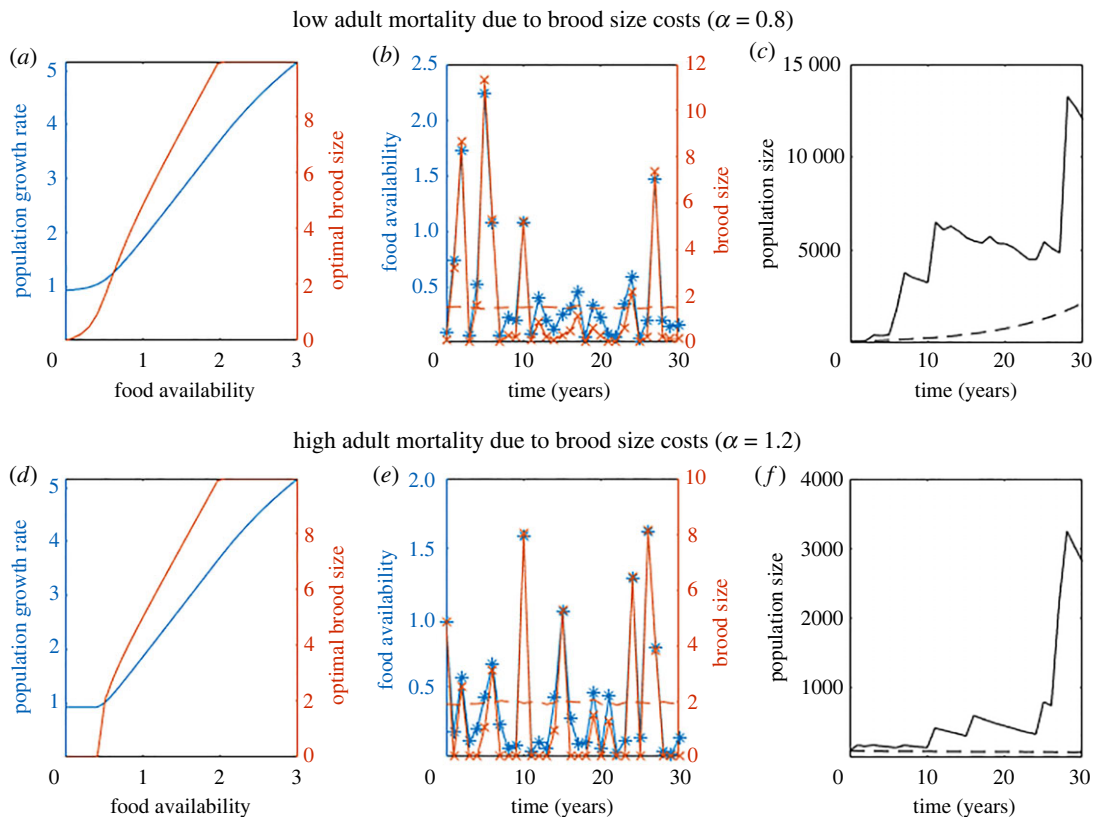 low adult mortality due to brood size costs (α = 0.8)
(a)
population growth rate
5
4
3
2
1
8
6
4
2
0
optimal brood size
0 1 2 3
food availability
(b)
food availability
2.5
2.0
1.5
1.0
0.5
12
10
8
6
4
2
0
brood size
0 10 20 30
time (years)
(c)
population size
15 000
10 000
5000
0 10 20 30
time (years)
high adult mortality due to brood size costs (α = 1.2)
(d)
population growth rate
5
4
3
2
1
8
6
4
2
0
optimal brood size
0 1 2 3
food availability
(e)
food availability
2.0
1.5
1.0
0.5
10
8
6
4
2
0
brood size
0 10 20 30
time (years)
(f)
population size
4000
3000
2000
1000
0 10 20 30
time (years)